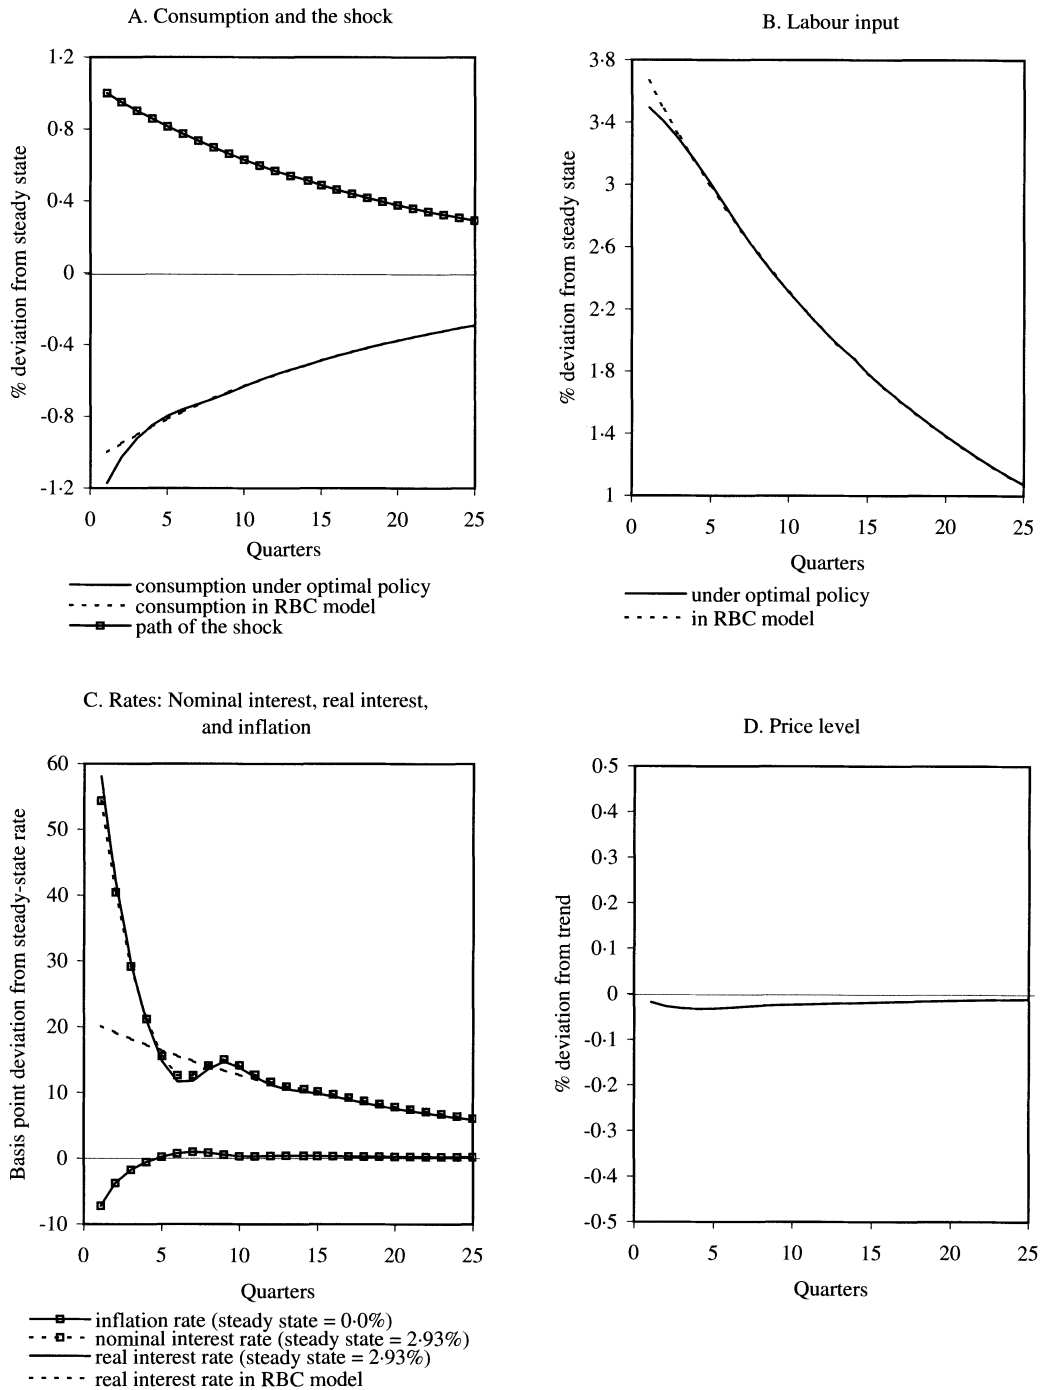 A. Consumption and the shock
% deviation from steady state
1·2
0·8
0·4
0
-0·4
-0·8
-1·2
0 5 10 15 20 25
Quarters
consumption under optimal policy
consumption in RBC model
path of the shock
B. Labour input
% deviation from steady state
3·8
3·4
3
2·6
2·2
1·8
1·4
1
0 5 10 15 20 25
Quarters
under optimal policy
in RBC model
C. Rates: Nominal interest, real interest,
and inflation
Basis point deviation from steady-state rate
60
50
40
30
20
10
0
-10
0 5 10 15 20 25
Quarters
inflation rate (steady state = 0·0%)
nominal interest rate (steady state = 2·93%)
real interest rate (steady state = 2·93%)
real interest rate in RBC model
D. Price level
% deviation from trend
0·5
0·4
0·3
0·2
0·1
0
-0·1
-0·2
-0·3
-0·4
-0·5
0 5 10 15 20 25
Quarters